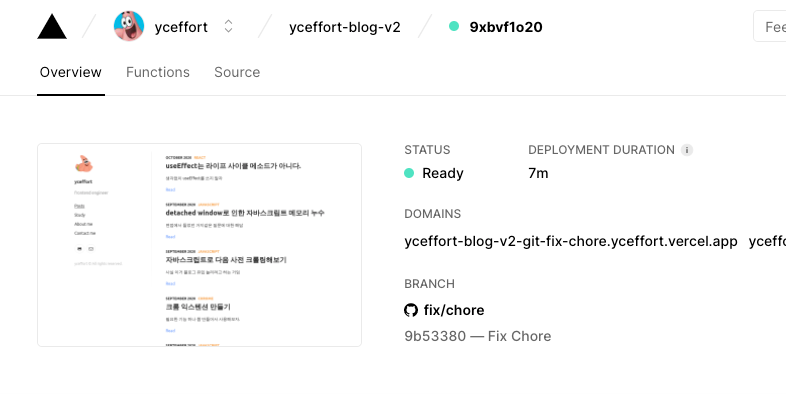 yceffort
yceffort-blog-v2
9xbvf1o20
Fee
Overview
Functions
Source
OCTOBER 2020
yceffort
useEffect는 라이프 사이클 메소드가 아니다.
Read
SEPTEMBER 2020
detached window로 인한 자바스크립트 메모리 누수
Read
SEPTEMBER 2020
자바스크립트로 다음 사전 크롤링해보기
Read
SEPTEMBER 2020
크롬 익스텐션 만들기
Read
Posts
Study
About me
Contact me
STATUS
Ready
DEPLOYMENT DURATION
7m
DOMAINS
yceffort-blog-v2-git-fix-chore.yceffort.vercel.app yceffo
BRANCH
fix/chore
9b53380 — Fix Chore